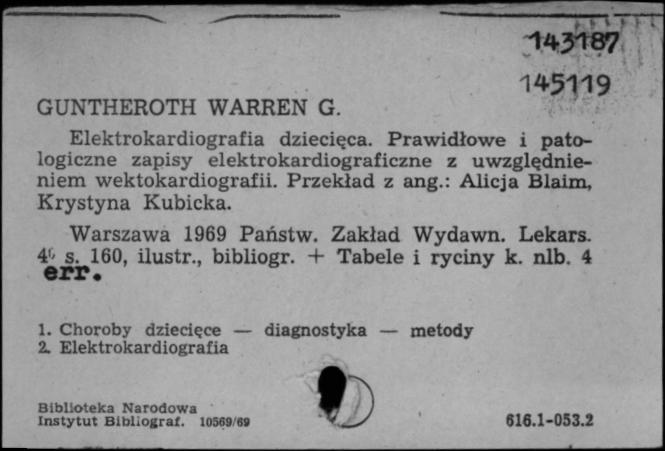 143187
145119
GUNTHEROTH WARREN G.
Elektrokardiografia dziecięca. Prawidłowe i pato-
logiczne zapisy elektrokardiograficzne z uwzględnie-
niem wektokardiografii. Przekład z ang.: Alicja Blaim,
Krystyna Kubicka.
Warszawa 1969 Państw. Zakład Wydawn. Lekars.
4⁰ s. 160, ilustr., bibliogr. + Tabele i ryciny k. nlb. 4
err.
1. Choroby dziecięce — diagnostyka — metody
2. Elektrokardiografia
Biblioteka Narodowa
Instytut Bibliograf. 10569/69
616.1-053.2